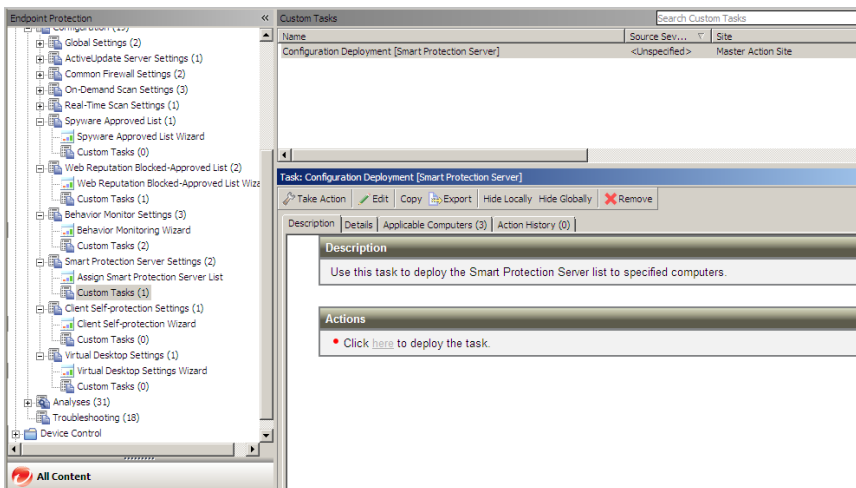 Endpoint Protection
Configuration (19)
Global Settings (2)
ActiveUpdate Server Settings (1)
Common Firewall Settings (2)
On-Demand Scan Settings (3)
Real-Time Scan Settings (1)
Spyware Approved List (1)
Spyware Approved List Wizard
Custom Tasks (0)
Web Reputation Blocked-Approved List (2)
Web Reputation Blocked-Approved List Wiza
Custom Tasks (1)
Behavior Monitor Settings (3)
Behavior Monitoring Wizard
Custom Tasks (2)
Smart Protection Server Settings (2)
Assign Smart Protection Server List
Custom Tasks (1)
Client Self-protection Settings (1)
Client Self-protection Wizard
Custom Tasks (0)
Virtual Desktop Settings (1)
Virtual Desktop Settings Wizard
Custom Tasks (0)
Analyses (31)
Troubleshooting (18)
Device Control
All Content
Custom Tasks Search Custom Tasks
Name Source Sev... Site
Configuration Deployment [Smart Protection Server] <Unspecified> Master Action Site
Task: Configuration Deployment [Smart Protection Server]
Take Action Edit Copy Export Hide Locally Hide Globally Remove
Description Details Applicable Computers (3) Action History (0)
Description
Use this task to deploy the Smart Protection Server list to specified computers.
Actions
Click here to deploy the task.